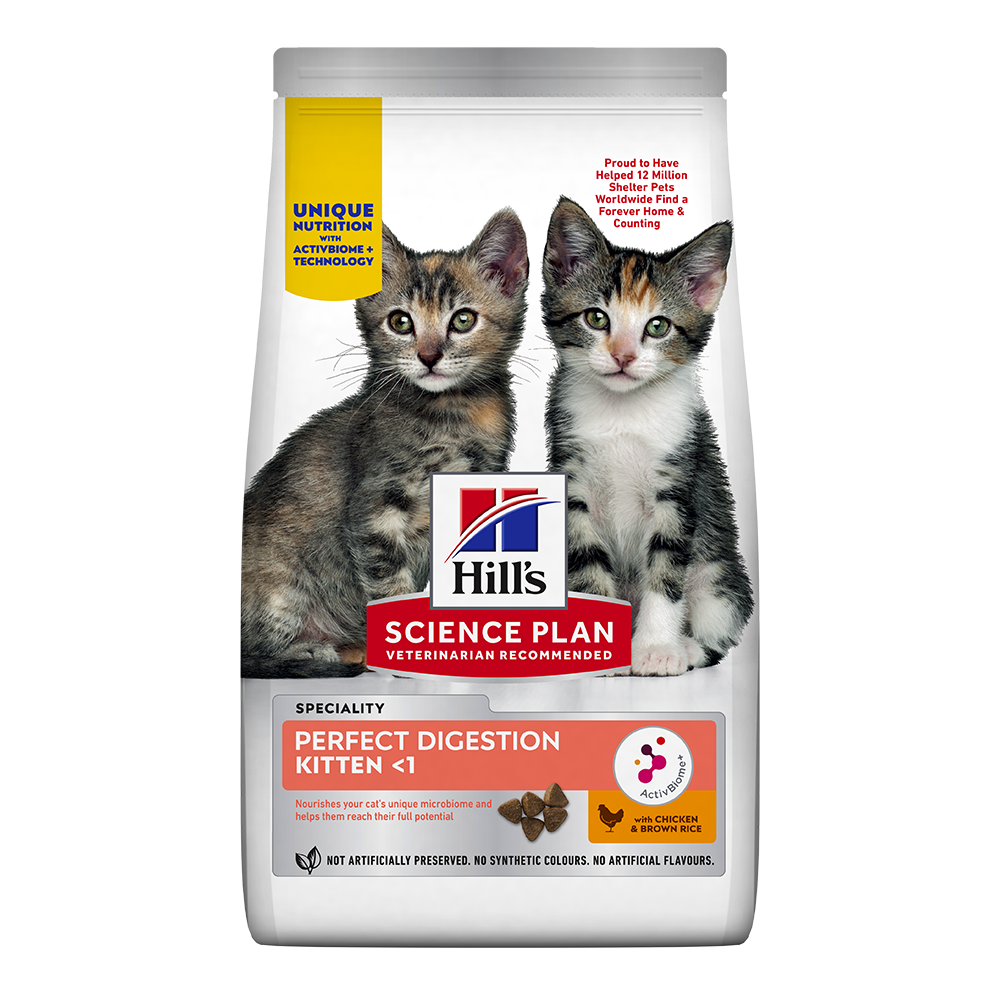 UNIQUE
NUTRITION
WITH
ACTIVBIOME +
TECHNOLOGY
Proud to Have
Helped 12 Million
Shelter Pets
Worldwide Find a
Forever Home &
Counting
H
Hill's
SCIENCE PLAN
VETERINARIAN RECOMMENDED
SPECIALITY
PERFECT DIGESTION
KITTEN <1
Nourishes your cat's unique microbiome and
helps them reach their full potential
ActivBiome+
with CHICKEN
& BROWN RICE
NOT ARTIFICIALLY PRESERVED. NO SYNTHETIC COLOURS. NO ARTIFICIAL FLAVOURS.